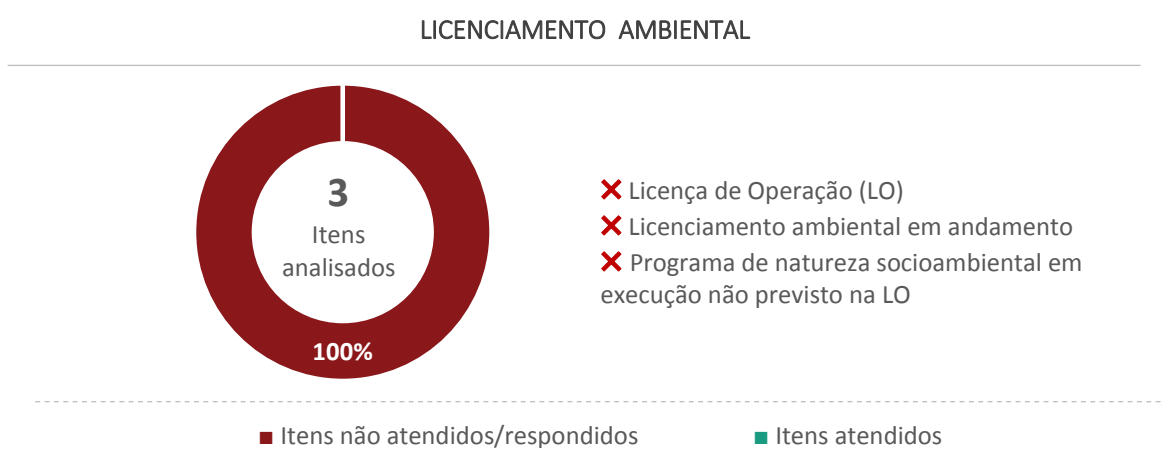 LICENCIAMENTO AMBIENTAL
3
Itens
analisados
100%
❌ Licença de Operação (LO)
❌ Licenciamento ambiental em andamento
❌ Programa de natureza socioambiental em
execução não previsto na LO
■ Itens não atendidos/respondidos
■ Itens atendidos